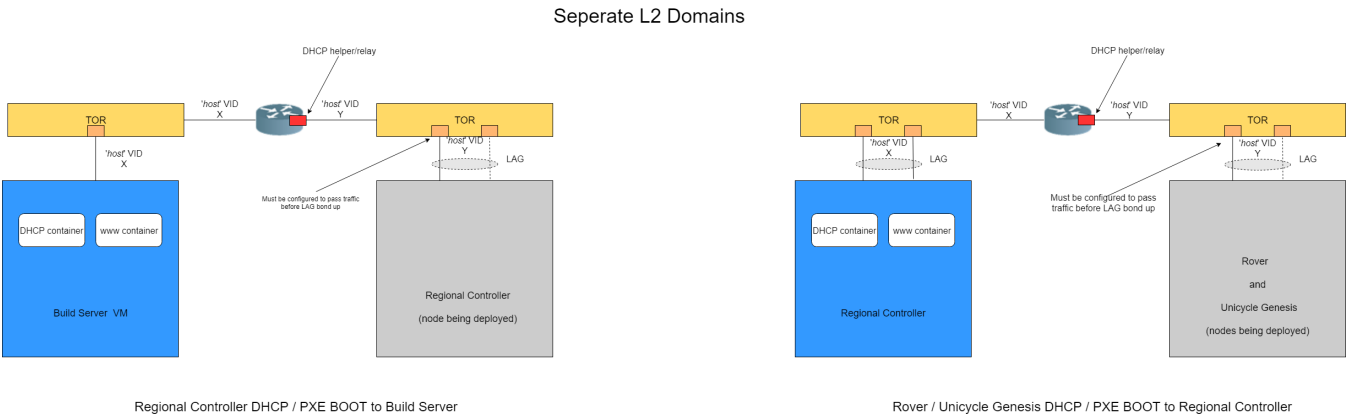 Seperate L2 Domains
DHCP helper/relay
'host' VID
X
'host' VID
Y
TOR
TOR
'host' VID
X
'host' VID
Y
LAG
Must be configured to pass traffic
before LAG bond up
DHCP container
www container
Build Server VM
Regional Controller
(node being deployed)
Regional Controller DHCP / PXE BOOT to Build Server
DHCP helper/relay
'host' VID
X
'host' VID
Y
TOR
TOR
'host' VID
X
LAG
'host' VID
Y
LAG
Must be configured to pass
traffic before LAG bond up
DHCP container
www container
Regional Controller
Rover
and
Unicycle Genesis
(nodes being deployed)
Rover / Unicycle Genesis DHCP / PXE BOOT to Regional Controller